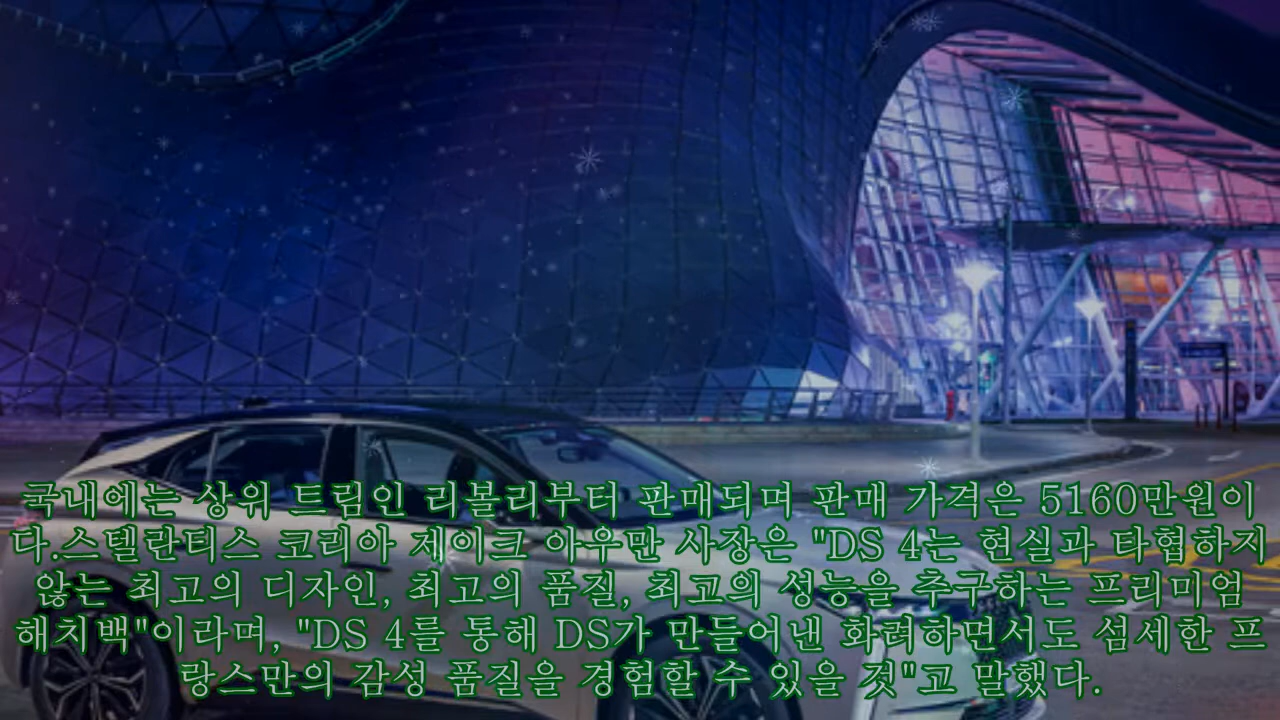 국내에는 상위 트림인 리볼리부터 판매되며 판매 가격은 5160만원이
다.스텔란티스 코리아 제이크 아우만 사장은 "DS 4는 현실과 타협하지
않는 최고의 디자인, 최고의 품질, 최고의 성능을 추구하는 프리미엄
해치백"이라며, "DS 4를 통해 DS가 만들어낸 화려하면서도 섬세한 프
랑스만의 감성 품질을 경험할 수 있을 것"고 말했다.